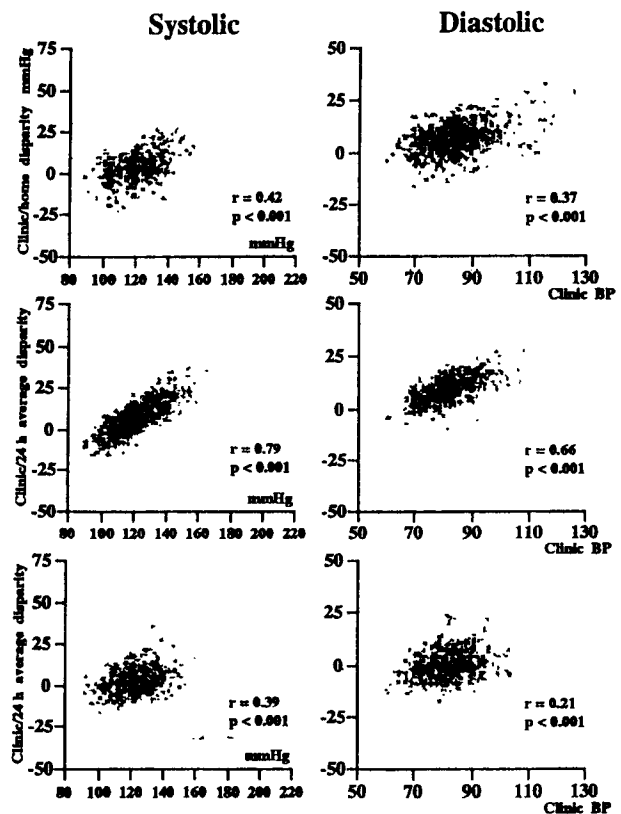 Systolic Diastolic
Clinic/home disparity mmHg
75
50
25
0
-25
-50
r = 0.42
p < 0.001
mmHg
80 100 120 140 160 180 200 220
50
25
0
-25
-50
r = 0.37
p < 0.001
50 70 90 110 130
Clinic BP
Clinic/24 h average disparity
75
50
25
0
-25
-50
r = 0.79
p < 0.001
mmHg
80 100 120 140 160 180 200 220
50
25
0
-25
-50
r = 0.66
p < 0.001
50 70 90 110 130
Clinic BP
Clinic/24 h average disparity
75
50
25
0
-25
-50
r = 0.39
p < 0.001
mmHg
80 100 120 140 160 180 200 220
50
25
0
-25
-50
r = 0.21
p < 0.001
50 70 90 110 130
Clinic BP